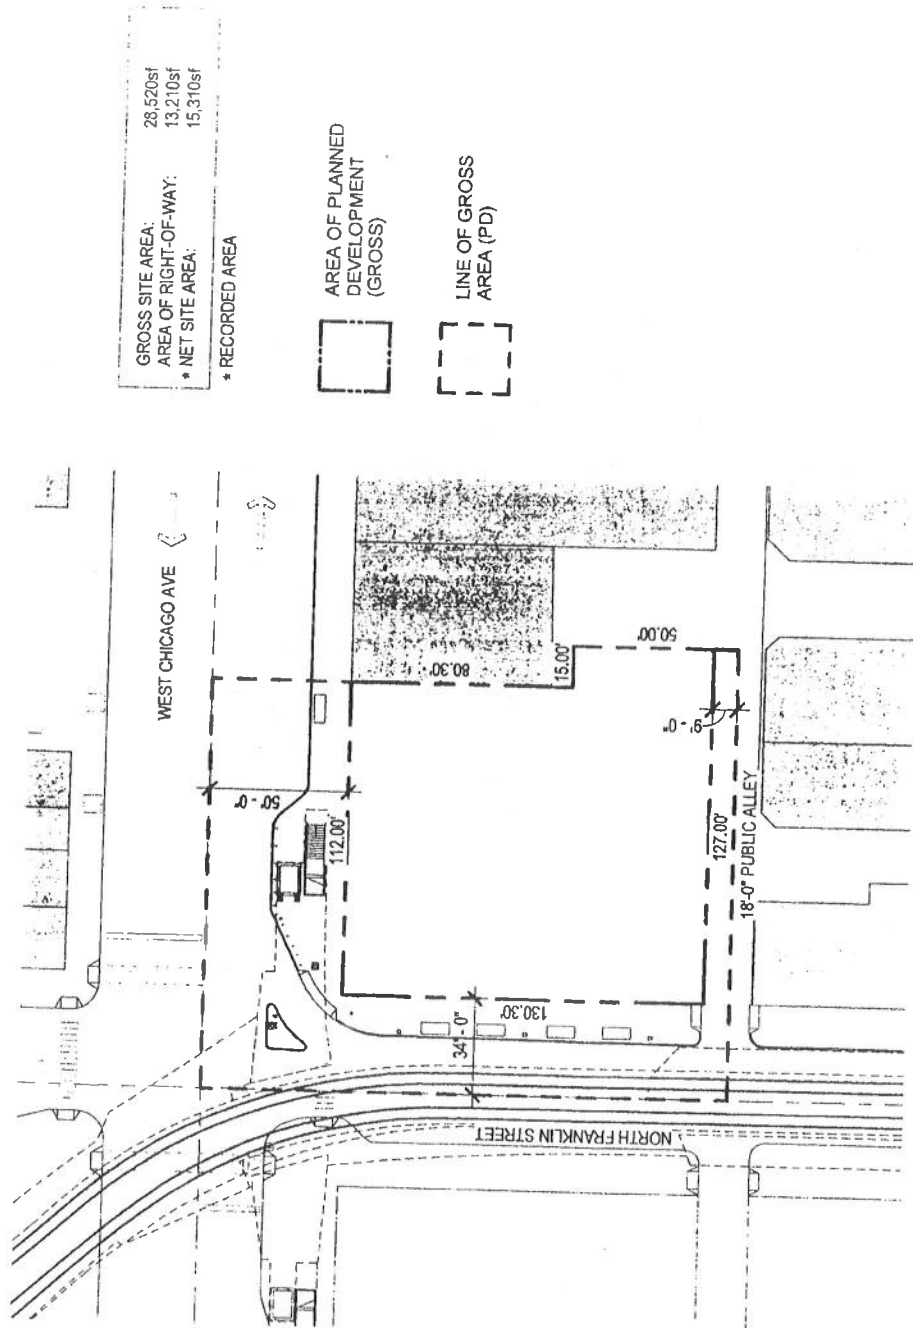 GROSS SITE AREA: 28,520sf
AREA OF RIGHT-OF-WAY: 13,210sf
* NET SITE AREA: 15,310sf
* RECORDED AREA
AREA OF PLANNED
DEVELOPMENT
(GROSS)
LINE OF GROSS
AREA (PD)
WEST CHICAGO AVE
50'-0"
112.00'
80.30'
15.00'
50.00'
9'-0"
127.00'
18'-0" PUBLIC ALLEY
130.30'
34'-0"
NORTH FRANKLIN STREET